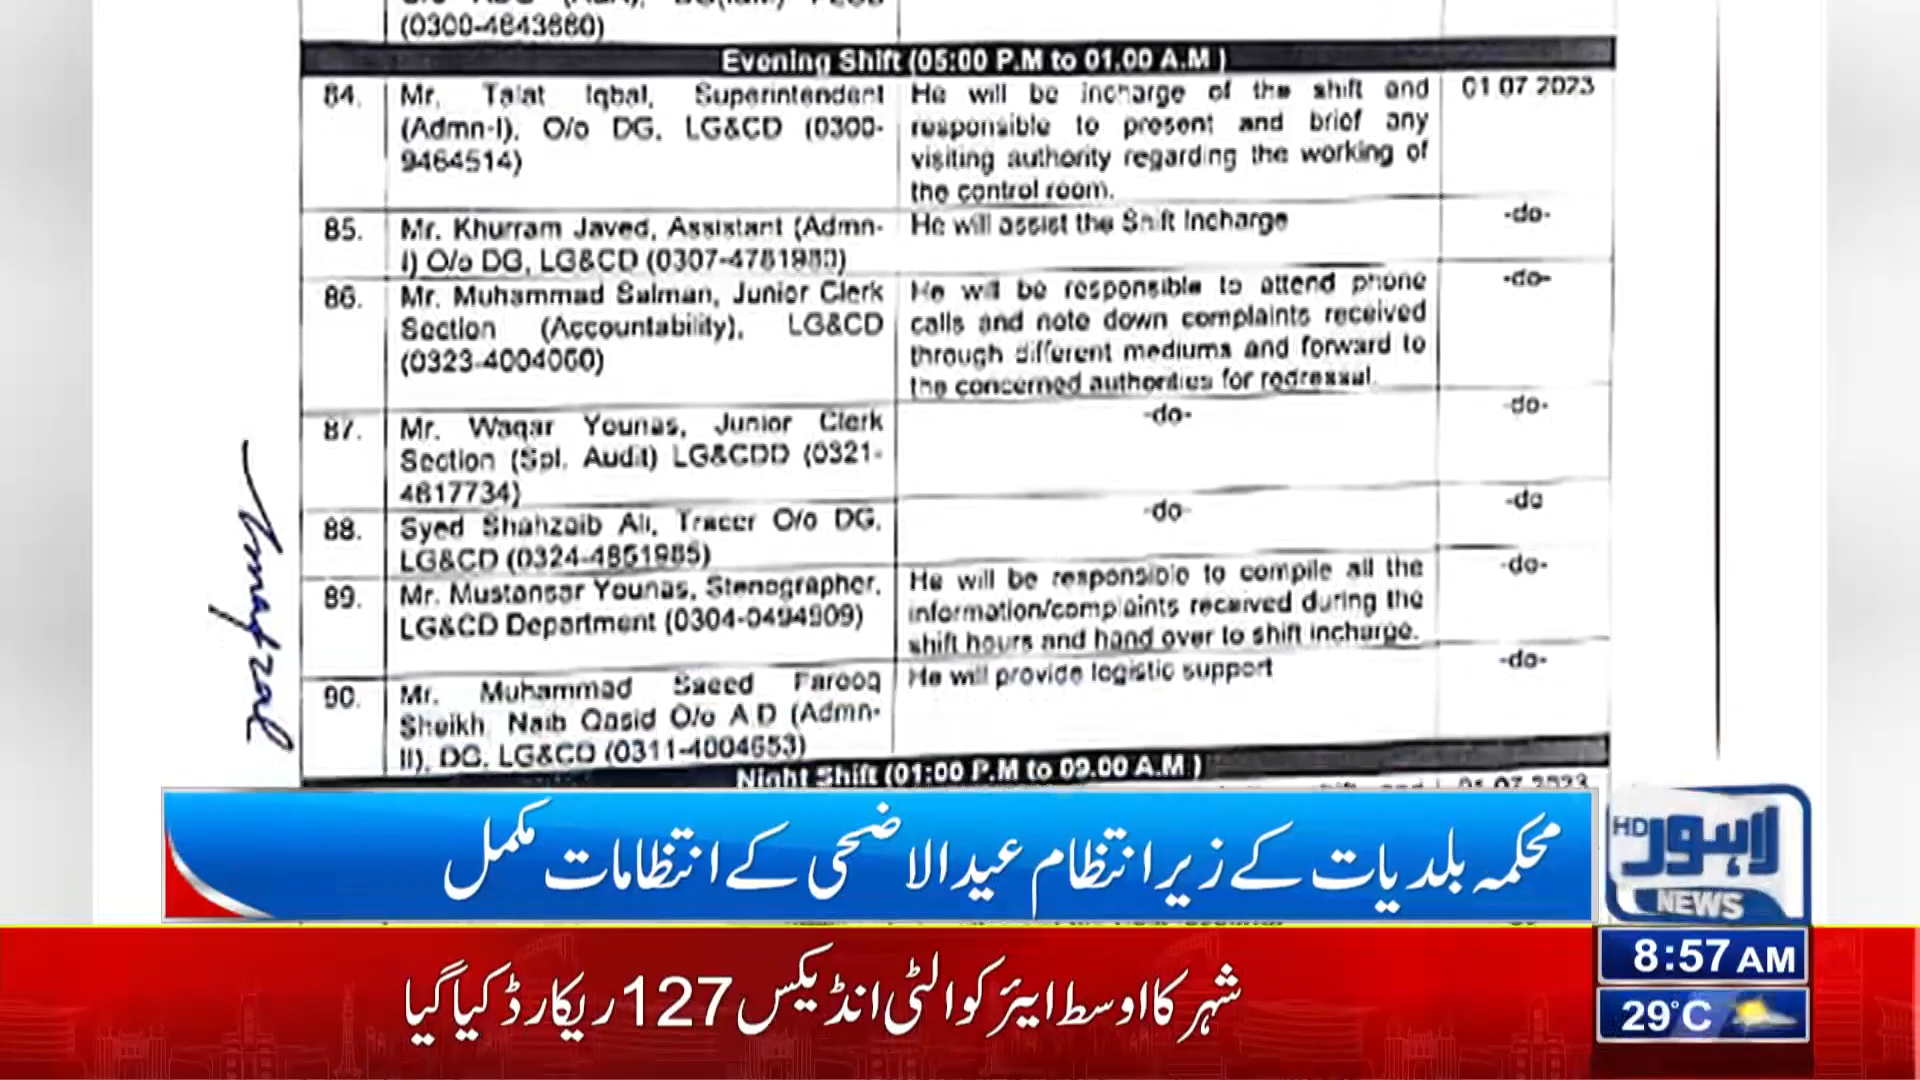 (0300-4843660)
Evening Shift (05:00 P.M to 01.00 A.M )
84. Mr. Talat Iqbal, Superintendent He will be incharge of the shift and 01.07.2023
(Admn-I), O/o DG, LG&CD (0300- responsible to present and brief any
9464514) visiting authority regarding the working of
the control room.
85. Mr. Khurram Javed, Assistant (Admn- He will assist the Shift Incharge -do-
I) O/o DG, LG&CD (0307-4781980)
86. Mr. Muhammad Salman, Junior Clerk He will be responsible to attend phone -do-
Section (Accountability), LG&CD calls and note down complaints received
(0323-4004060) through different mediums and forward to
the concerned authorities for redressal.
87. Mr. Waqar Younas, Junior Clerk -do- -do-
Section (Spl. Audit) LG&CDD (0321-
4817734)
88. Syed Shahzaib Ali, Tracer O/o DG, -do- -do
LG&CD (0324-4861985)
89. Mr. Mustansar Younas, Stenographer, He will be responsible to compile all the -do-
LG&CD Department (0304-0494909) information/complaints received during the
shift hours and hand over to shift incharge.
90. Mr. Muhammad Saeed Farooq He will provide logistic support -do-
Sheikh, Naib Qasid O/o A.D (Admn-
II), DG, LG&CD (0311-4004653)
Night Shift (01:00 P.M to 09.00 A.M )
01.07.2023
محکمہ بلدیات کے زیر انتظام عیدالاضحی کے انتظامات مکمل
HD لاہور
NEWS
8:57 AM
شہر کا اوسط ایئر کوالٹی انڈیکس 127 ریکارڈ کیا گیا
29°C